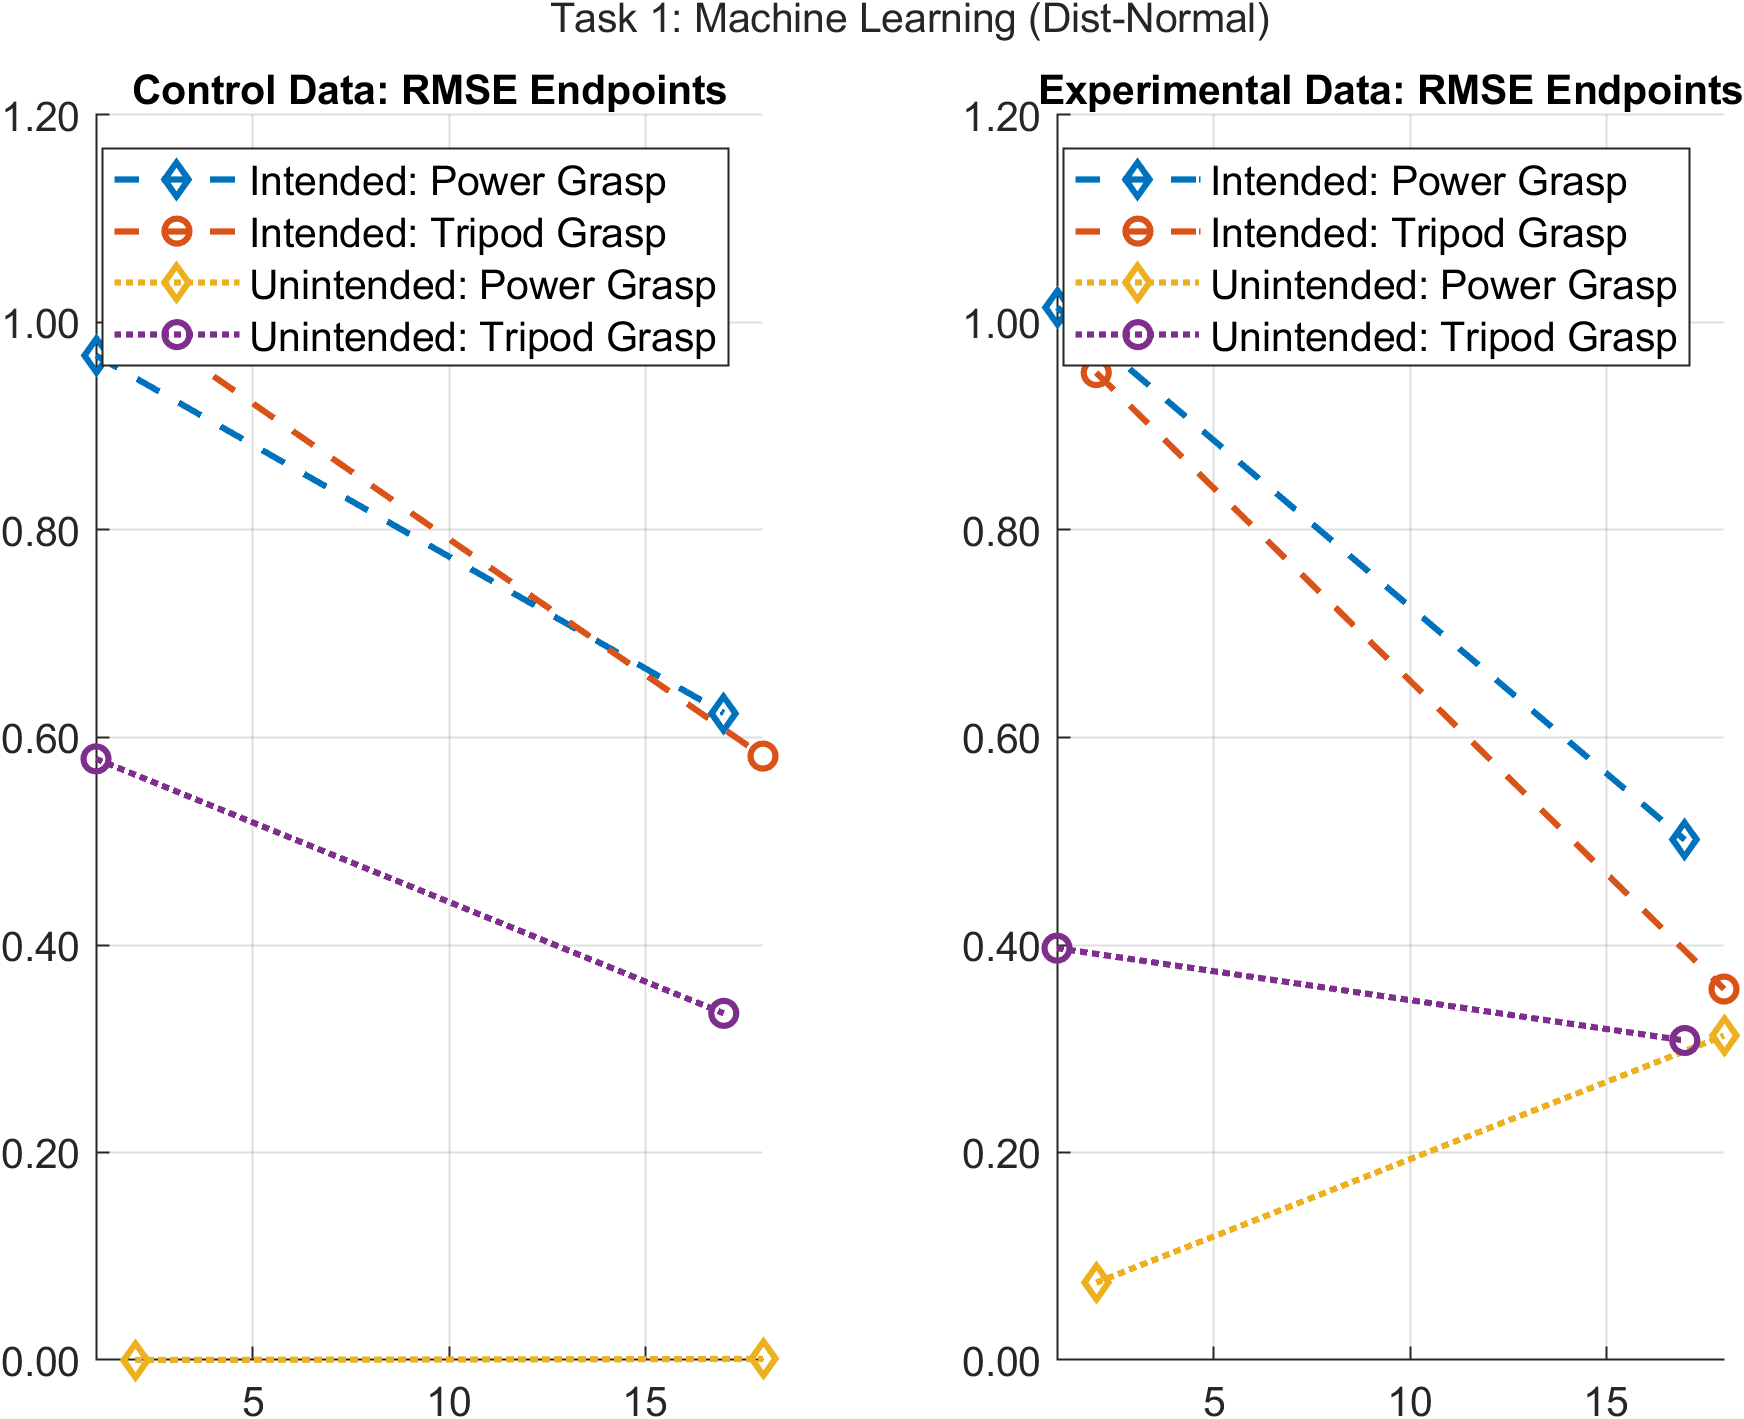 Task 1: Machine Learning (Dist-Normal)
Control Data: RMSE Endpoints
1.20
1.00
0.80
0.60
0.40
0.20
0.00
5 10 15
Intended: Power Grasp
Intended: Tripod Grasp
Unintended: Power Grasp
Unintended: Tripod Grasp
Experimental Data: RMSE Endpoints
1.20
1.00
0.80
0.60
0.40
0.20
0.00
5 10 15
Intended: Power Grasp
Intended: Tripod Grasp
Unintended: Power Grasp
Unintended: Tripod Grasp